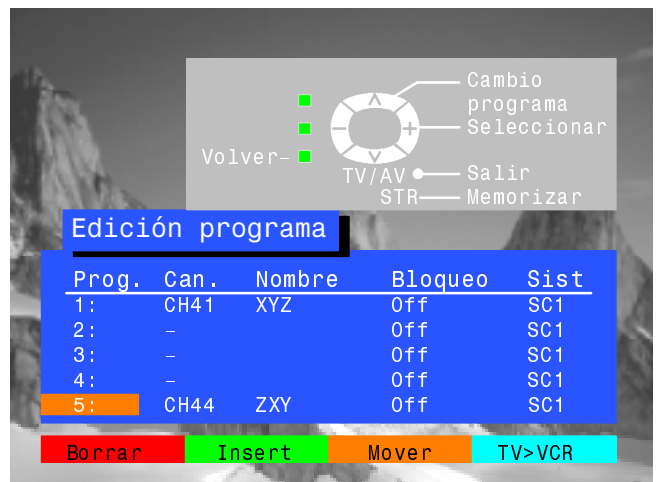 Cambio
programa
Seleccionar
Volver-
TV/AV Salir
STR Memorizar
Edición programa
Prog. Can. Nombre Bloqueo Sist
1: CH41 XYZ Off SC1
2: - Off SC1
3: - Off SC1
4: - Off SC1
5: CH44 ZXY Off SC1
Borrar Insert Mover TV>VCR